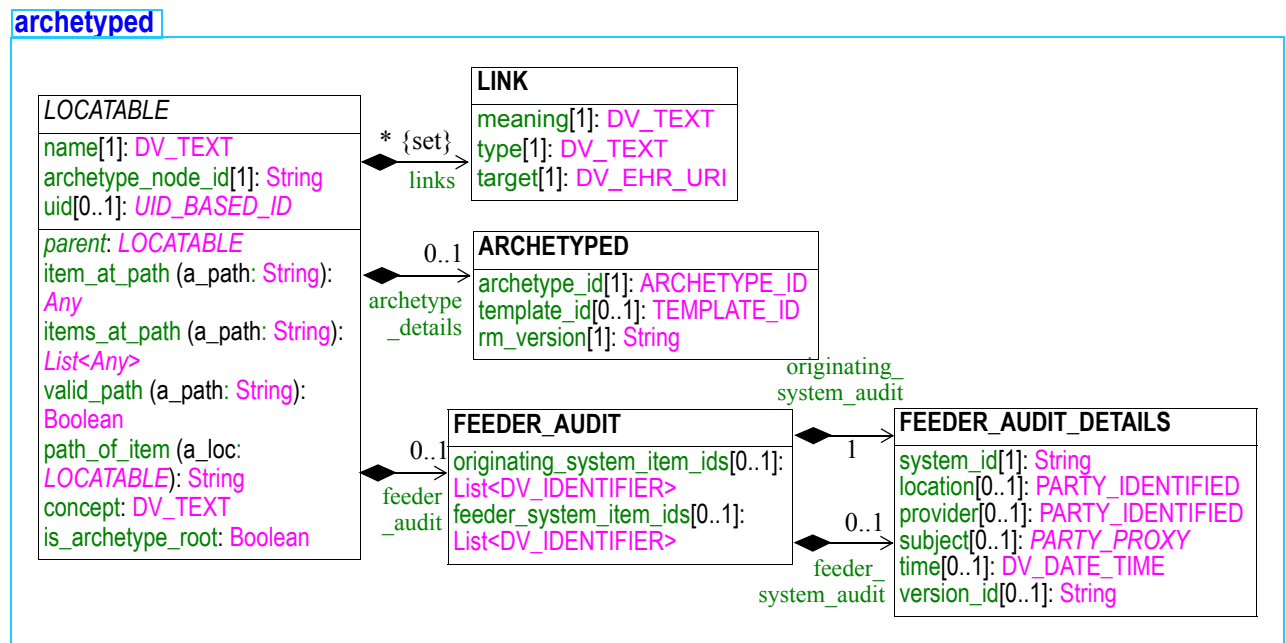 archetyped
LOCATABLE
name[1]: DV_TEXT
archetype_node_id[1]: String
uid[0..1]: UID_BASED_ID
parent: LOCATABLE
item_at_path (a_path: String):
Any
items_at_path (a_path: String):
List<Any>
valid_path (a_path: String):
Boolean
path_of_item (a_loc:
LOCATABLE): String
concept: DV_TEXT
is_archetype_root: Boolean
* {set}
links
LINK
meaning[1]: DV_TEXT
type[1]: DV_TEXT
target[1]: DV_EHR_URI
0..1
archetype
_details
ARCHETYPED
archetype_id[1]: ARCHETYPE_ID
template_id[0..1]: TEMPLATE_ID
rm_version[1]: String
0..1
feeder
_audit
FEEDER_AUDIT
originating_system_item_ids[0..1]:
List<DV_IDENTIFIER>
feeder_system_item_ids[0..1]:
List<DV_IDENTIFIER>
originating_
system_audit
1
0..1
feeder_
system_audit
FEEDER_AUDIT_DETAILS
system_id[1]: String
location[0..1]: PARTY_IDENTIFIED
provider[0..1]: PARTY_IDENTIFIED
subject[0..1]: PARTY_PROXY
time[0..1]: DV_DATE_TIME
version_id[0..1]: String